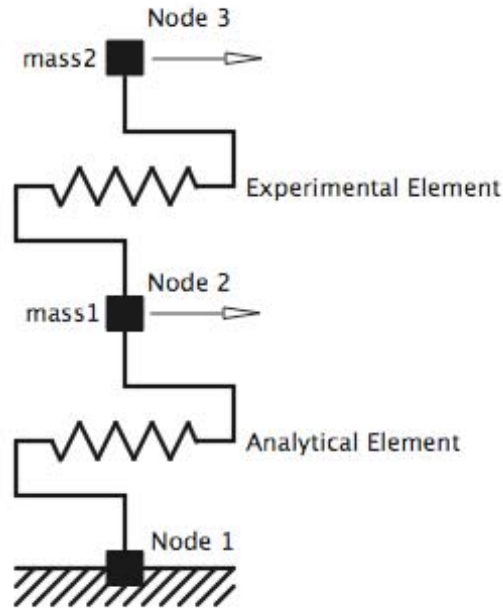 Node 3
mass2
Experimental Element
Node 2
mass1
Analytical Element
Node 1